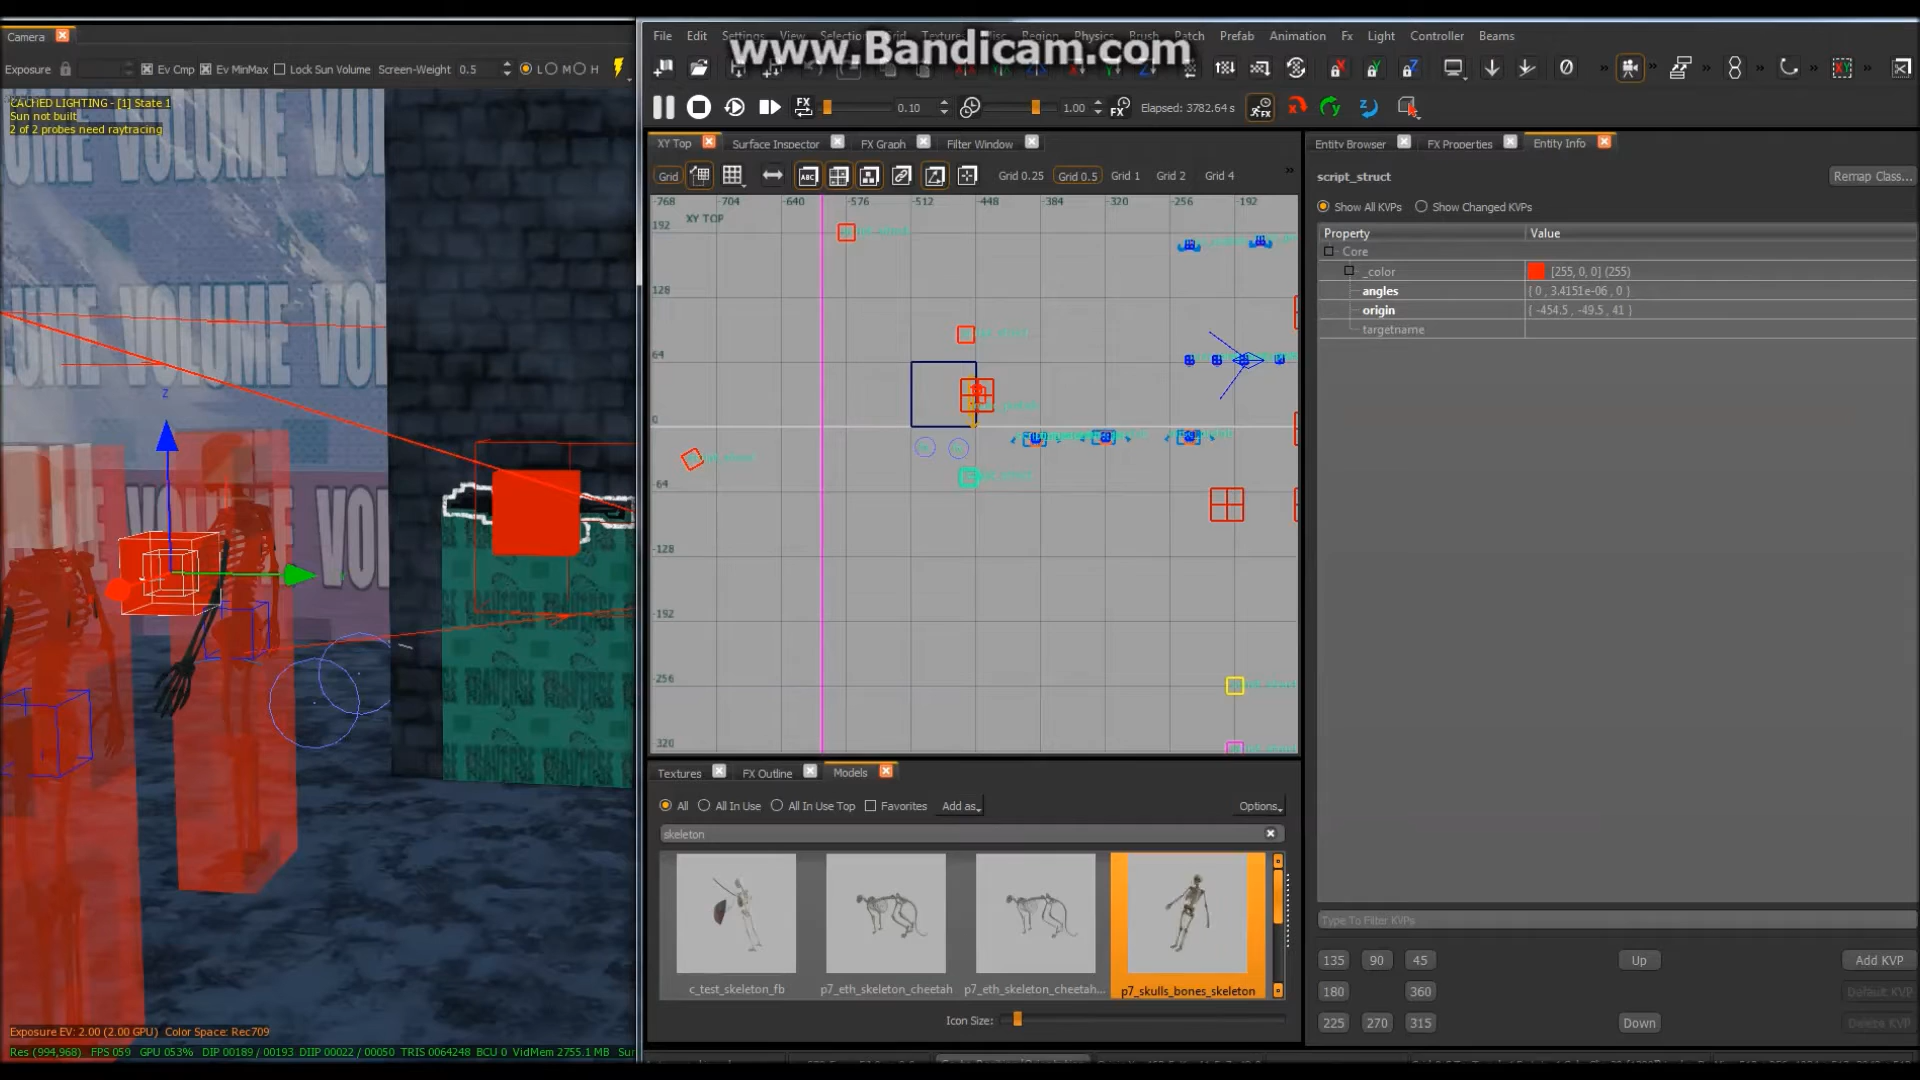 Camera
Exposure Ev Cmp Ev MinMax Lock Sun Volume Screen-Weight 0.5 L M H
CACHED LIGHTING - [1] State 1
Sun not built
2 of 2 probes need raytracing
VOLUME VOLUME
VOLUME VOLUME
VOLUME
Z
Exposure EV: 2.00 (2.00 GPU) Color Space: Rec709
Res (994,968) FPS 059 GPU 053% DIP 00189 / 00193 DIIP 00022 / 00050 TRIS 0064248 BCU 0 VidMem 2755.1 MB
www.Bandicam.com
File Edit Settings View Selection Grid Textures Misc Region Physics Brush Patch Prefab Animation Fx Light Controller Beams
FX 0.10 1.00 FX Elapsed: 3782.64 s
XY Top Surface Inspector FX Graph Filter Window
Grid ABC Grid 0.25 Grid 0.5 Grid 1 Grid 2 Grid 4
-768 -704 -640 -576 -512 -448 -384 -320 -256 -192
XY TOP
192
128
64
0
-64
-128
-192
-256
320
Textures FX Outline Models
All All In Use All In Use Top Favorites Add as Options
skeleton
c_test_skeleton_fb p7_eth_skeleton_cheetah p7_eth_skeleton_cheetah... p7_skulls_bones_skeleton
Icon Size:
Entity Browser FX Properties Entity Info
script_struct Remap Class...
Show All KVPs Show Changed KVPs
Property Value
Core
_color [255, 0, 0] (255)
angles { 0 , 3.4151e-06 , 0 }
origin { -454.5 , -49.5 , 41 }
targetname
Type To Filter KVPs
135 90 45 Up Add KVP
180 360 Default KVP
225 270 315 Down Delete KVP